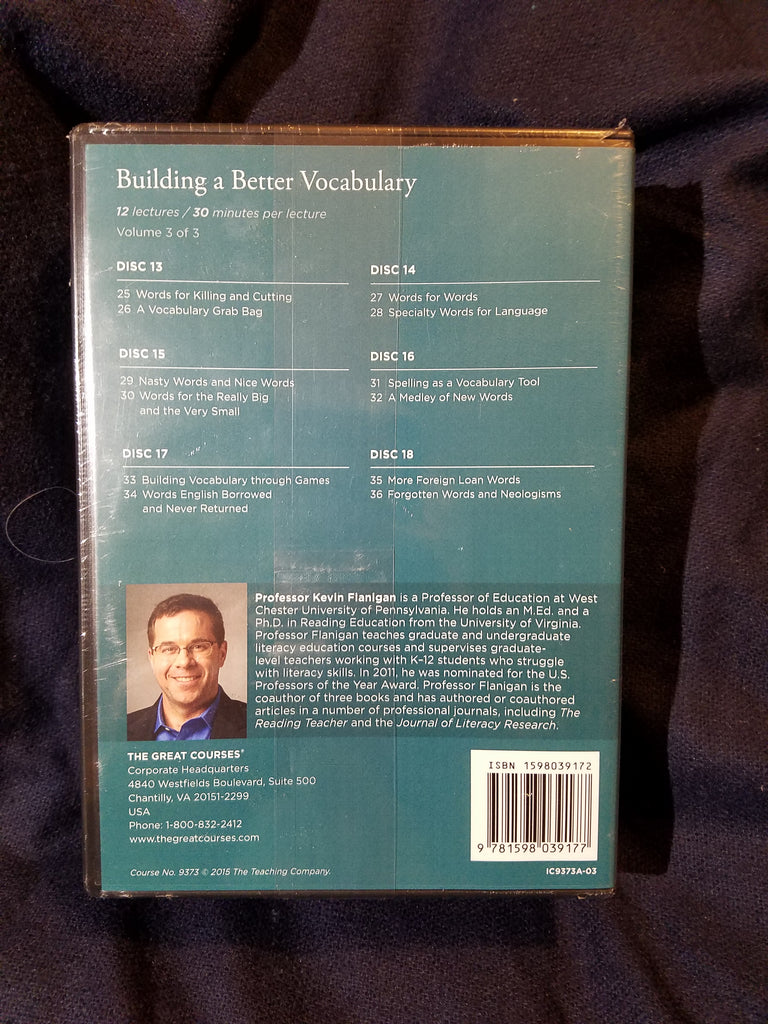 Building a Better Vocabulary
12 lectures / 30 minutes per lecture
Volume 3 of 3
DISC 13
25 Words for Killing and Cutting
26 A Vocabulary Grab Bag
DISC 14
27 Words for Words
28 Specialty Words for Language
DISC 15
29 Nasty Words and Nice Words
30 Words for the Really Big
and the Very Small
DISC 16
31 Spelling as a Vocabulary Tool
32 A Medley of New Words
DISC 17
33 Building Vocabulary through Games
34 Words English Borrowed
and Never Returned
DISC 18
35 More Foreign Loan Words
36 Forgotten Words and Neologisms
Professor Kevin Flanigan is a Professor of Education at West
Chester University of Pennsylvania. He holds an M.Ed. and a
Ph.D. in Reading Education from the University of Virginia.
Professor Flanigan teaches graduate and undergraduate
literacy education courses and supervises graduate-
level teachers working with K–12 students who struggle
with literacy skills. In 2011, he was nominated for the U.S.
Professors of the Year Award. Professor Flanigan is the
coauthor of three books and has authored or coauthored
articles in a number of professional journals, including The
Reading Teacher and the Journal of Literacy Research.
THE GREAT COURSES®
Corporate Headquarters
4840 Westfields Boulevard, Suite 500
Chantilly, VA 20151-2299
USA
Phone: 1-800-832-2412
www.thegreatcourses.com
Course No. 9373 © 2015 The Teaching Company.
ISBN 1598039172
9 781598 039177
IC9373A-03